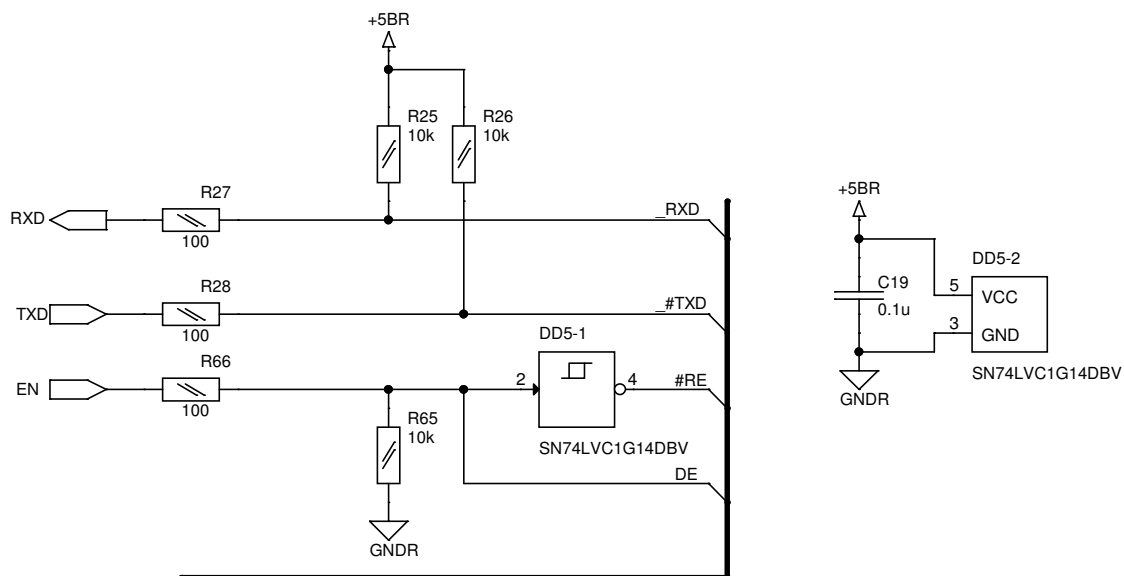 +5BR
R25
10k
R26
10k
R27
RXD
100
_RXD
+5BR
R28
TXD
100
_#TXD
C19
0.1u
DD5-2
5
VCC
3
GND
SN74LVC1G14DBV
GNDR
DD5-1
R66
EN
100
2
4
#RE
R65
10k
SN74LVC1G14DBV
DE
GNDR